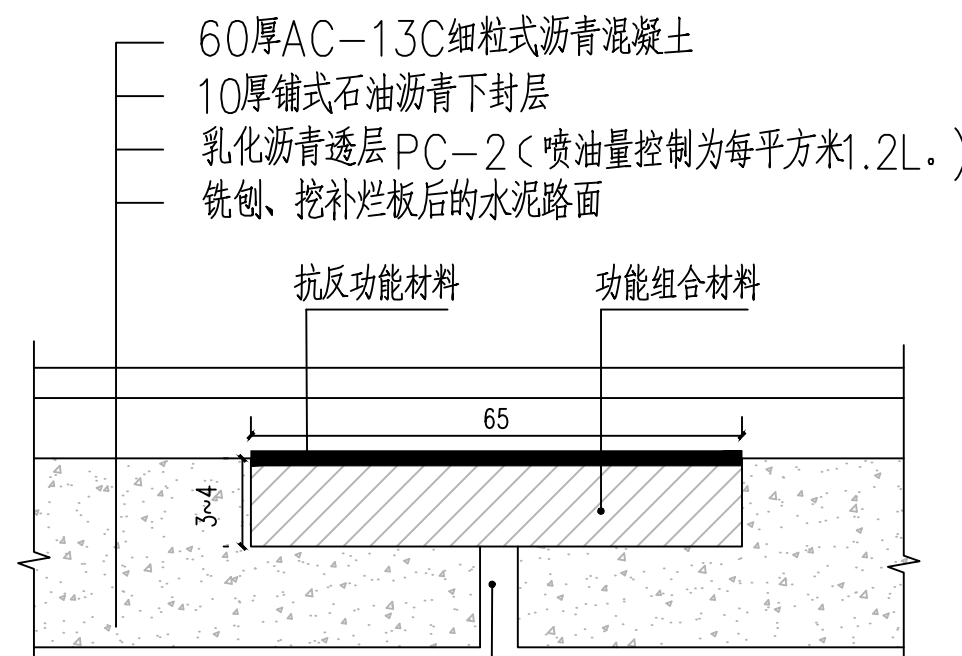 60厚AC-13C细粒式沥青混凝土
10厚铺式石油沥青下封层
乳化沥青透层PC-2(喷油量控制为每平方米1.2L。)
铣刨、挖补烂板后的水泥路面
抗反功能材料
功能组合材料
65
3~4